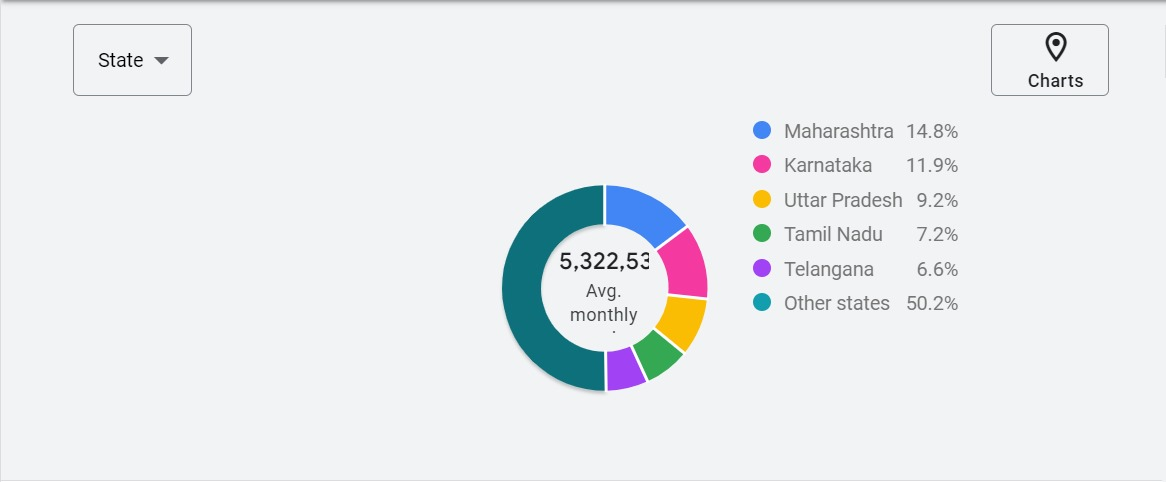 State
Charts
Maharashtra 14.8%
Karnataka 11.9%
Uttar Pradesh 9.2%
Tamil Nadu 7.2%
Telangana 6.6%
Other states 50.2%
5,322,53
Avg.
monthly